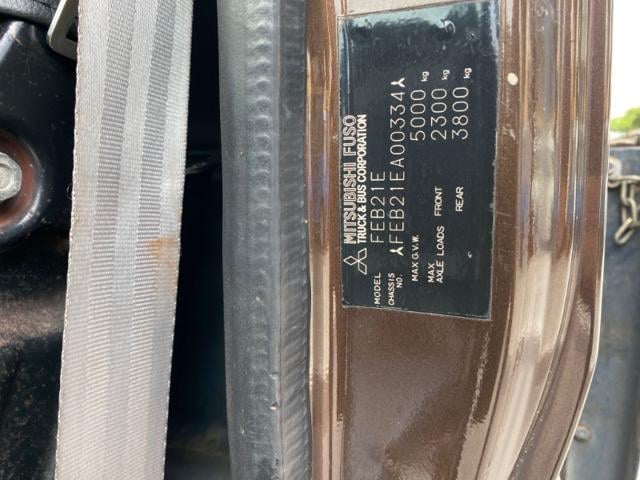 MITSUBISHI FUSO
TRUCK & BUS CORPORATION
MODEL FEB21E
CHASSIS NO. ⅄FEB21EA00334⅄
MAX G.V.W. 5000 kg
MAX AXLE LOADS FRONT 2300 kg
REAR 3800 kg